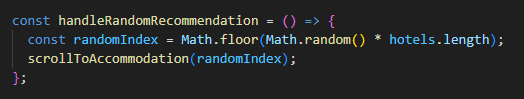 const handleRandomRecommendation = () => {
  const randomIndex = Math.floor(Math.random() * hotels.length);
  scrollToAccommodation(randomIndex);
};